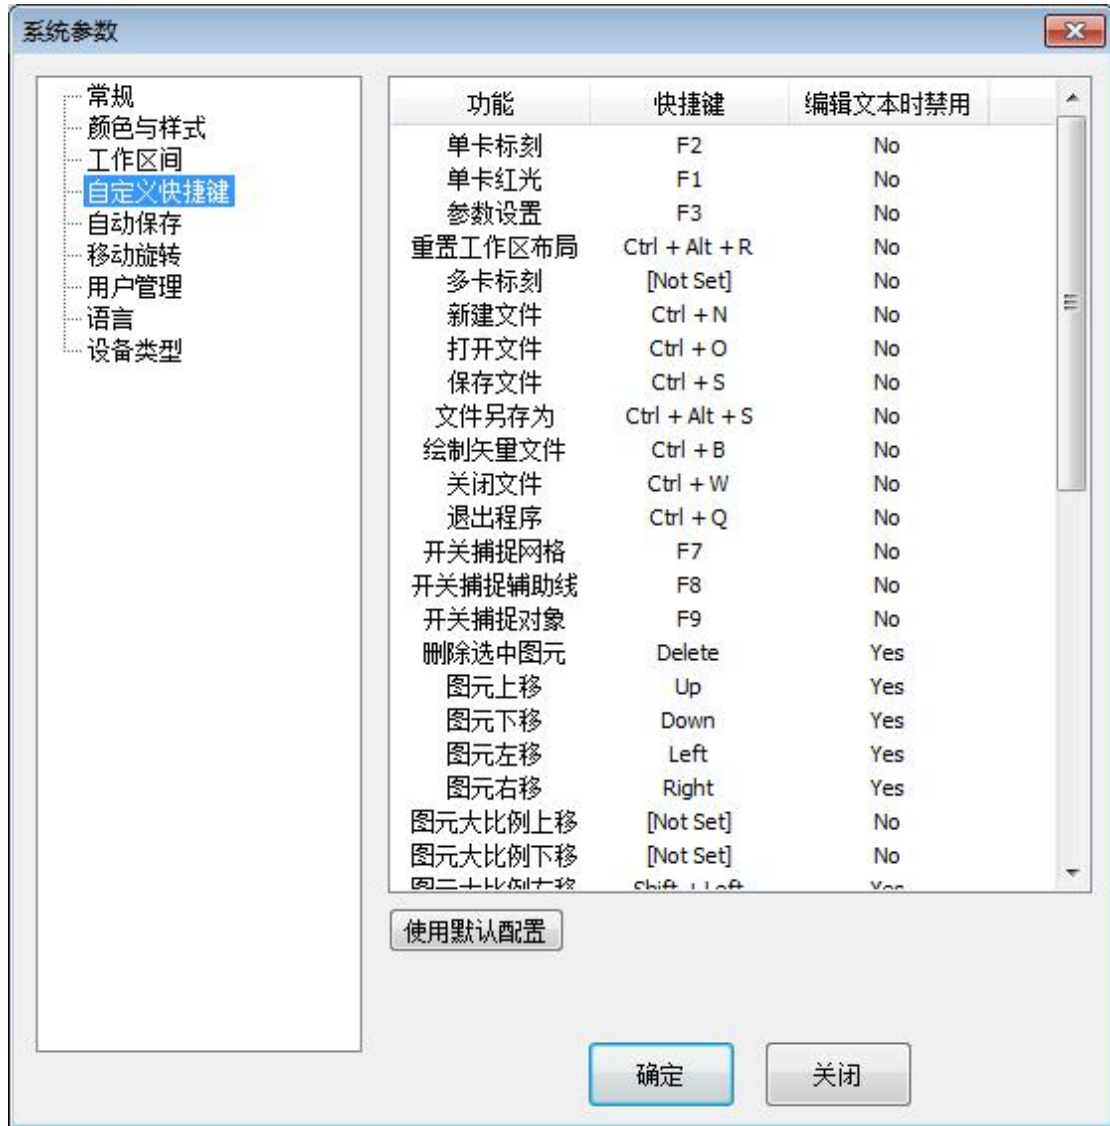 系统参数
常规
颜色与样式
工作区间
自定义快捷键
自动保存
移动旋转
用户管理
语言
设备类型
功能 快捷键 编辑文本时禁用
单卡标刻 F2 No
单卡红光 F1 No
参数设置 F3 No
重置工作区布局 Ctrl + Alt + R No
多卡标刻 [Not Set] No
新建文件 Ctrl + N No
打开文件 Ctrl + O No
保存文件 Ctrl + S No
文件另存为 Ctrl + Alt + S No
绘制矢量文件 Ctrl + B No
关闭文件 Ctrl + W No
退出程序 Ctrl + Q No
开关捕捉网格 F7 No
开关捕捉辅助线 F8 No
开关捕捉对象 F9 No
删除选中图元 Delete Yes
图元上移 Up Yes
图元下移 Down Yes
图元左移 Left Yes
图元右移 Right Yes
图元大比例上移 [Not Set] No
图元大比例下移 [Not Set] No
图元大比例左移 Shift + Left Yes
使用默认配置
确定 关闭